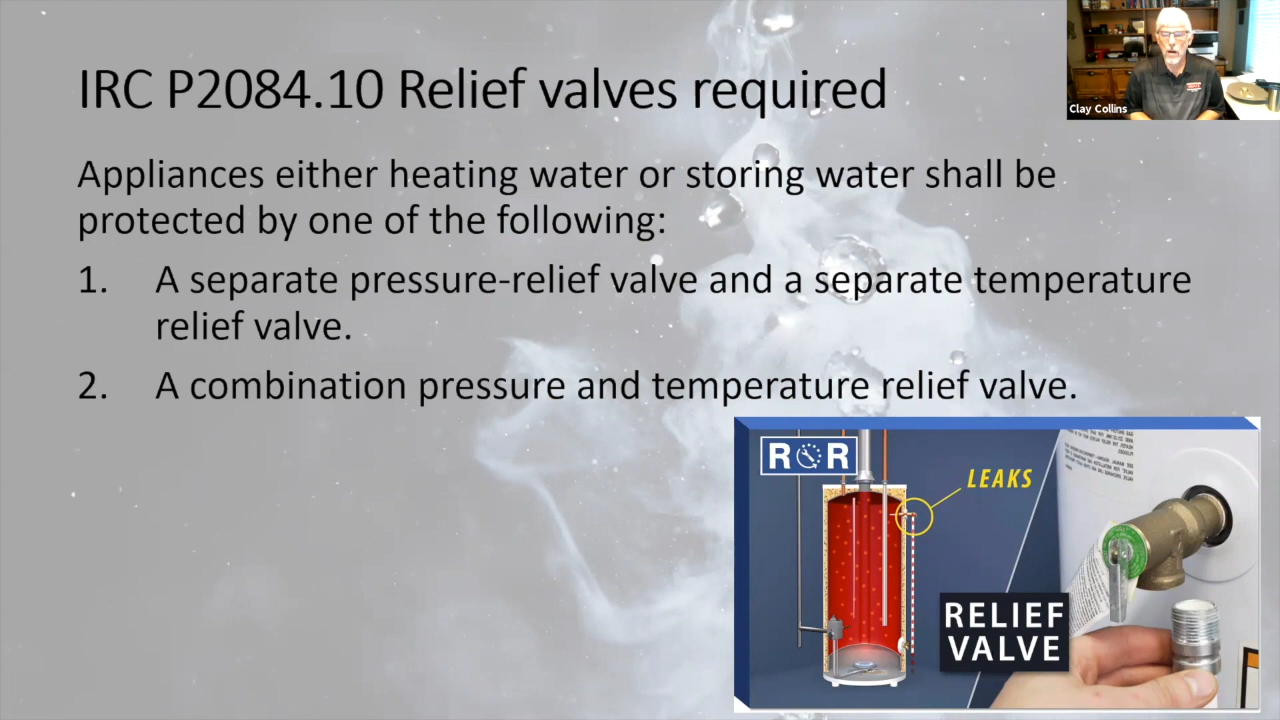 IRC P2084.10 Relief valves required
Clay Collins
Appliances either heating water or storing water shall be
protected by one of the following:
1. A separate pressure-relief valve and a separate temperature
relief valve.
2. A combination pressure and temperature relief valve.
R R
LEAKS
RELIEF
VALVE